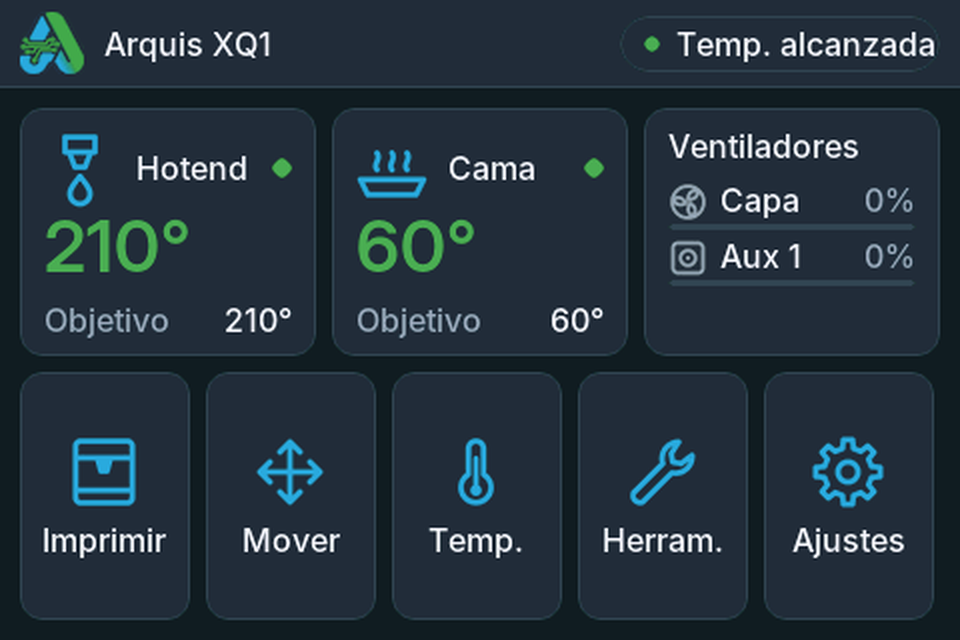 Arquis XQ1
Temp. alcanzada
Hotend
210°
Objetivo 210°
Cama
60°
Objetivo 60°
Ventiladores
Capa 0%
Aux 1 0%
Imprimir
Mover
Temp.
Herram.
Ajustes